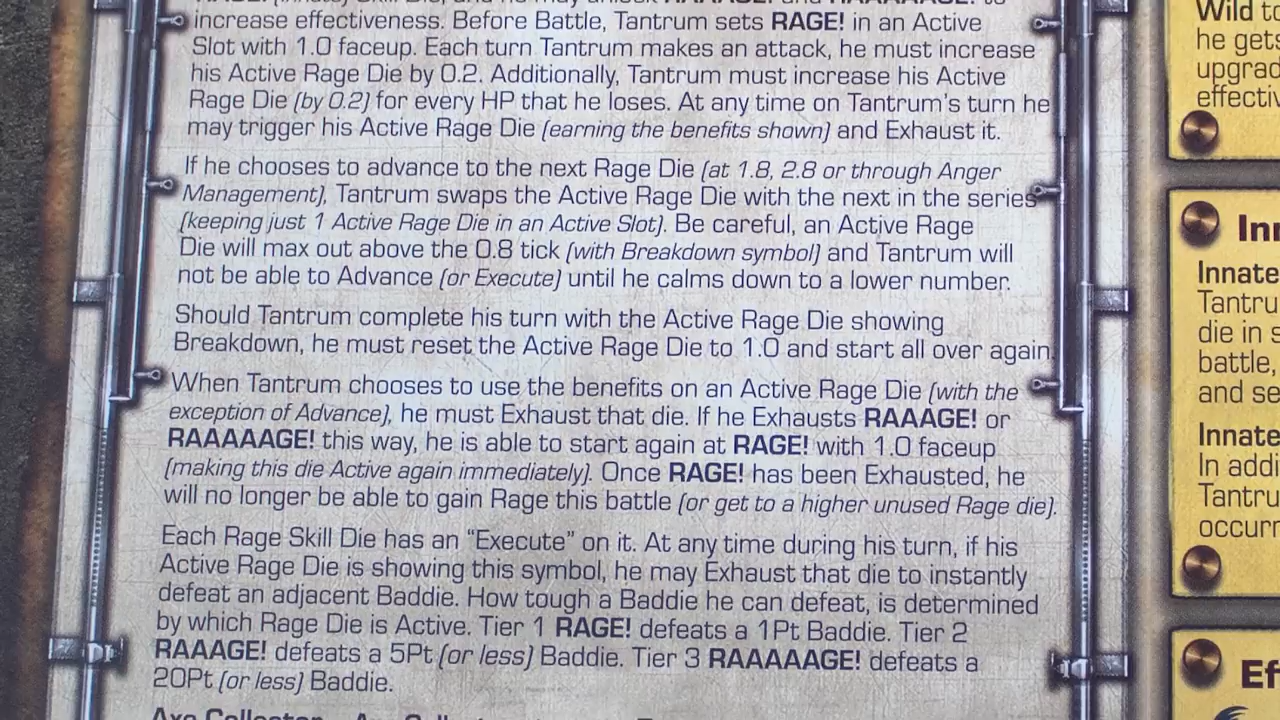 increase effectiveness. Before Battle, Tantrum sets RAGE! in an Active
Slot with 1.0 faceup. Each turn Tantrum makes an attack, he must increase
his Active Rage Die by 0.2. Additionally, Tantrum must increase his Active
Rage Die (by 0.2) for every HP that he loses. At any time on Tantrum's turn he
may trigger his Active Rage Die (earning the benefits shown) and Exhaust it.
If he chooses to advance to the next Rage Die (at 1.8, 2.8 or through Anger
Management), Tantrum swaps the Active Rage Die with the next in the series
(keeping just 1 Active Rage Die in an Active Slot). Be careful, an Active Rage
Die will max out above the 0.8 tick (with Breakdown symbol) and Tantrum will
not be able to Advance (or Execute) until he calms down to a lower number.
Should Tantrum complete his turn with the Active Rage Die showing
Breakdown, he must reset the Active Rage Die to 1.0 and start all over again.
When Tantrum chooses to use the benefits on an Active Rage Die (with the
exception of Advance), he must Exhaust that die. If he Exhausts RAAAGE! or
RAAAAAGE! this way, he is able to start again at RAGE! with 1.0 faceup
(making this die Active again immediately). Once RAGE! has been Exhausted, he
will no longer be able to gain Rage this battle (or get to a higher unused Rage die).
Each Rage Skill Die has an "Execute" on it. At any time during his turn, if his
Active Rage Die is showing this symbol, he may Exhaust that die to instantly
defeat an adjacent Baddie. How tough a Baddie he can defeat, is determined
by which Rage Die is Active. Tier 1 RAGE! defeats a 1Pt Baddie. Tier 2
RAAAGE! defeats a 5Pt (or less) Baddie. Tier 3 RAAAAAGE! defeats a
20Pt (or less) Baddie.
Wild to
he gets
upgrad
effectiv
Inn
Innate
Tantru
die in s
battle,
and se
Innate
In addi
Tantru
occurr
Ef